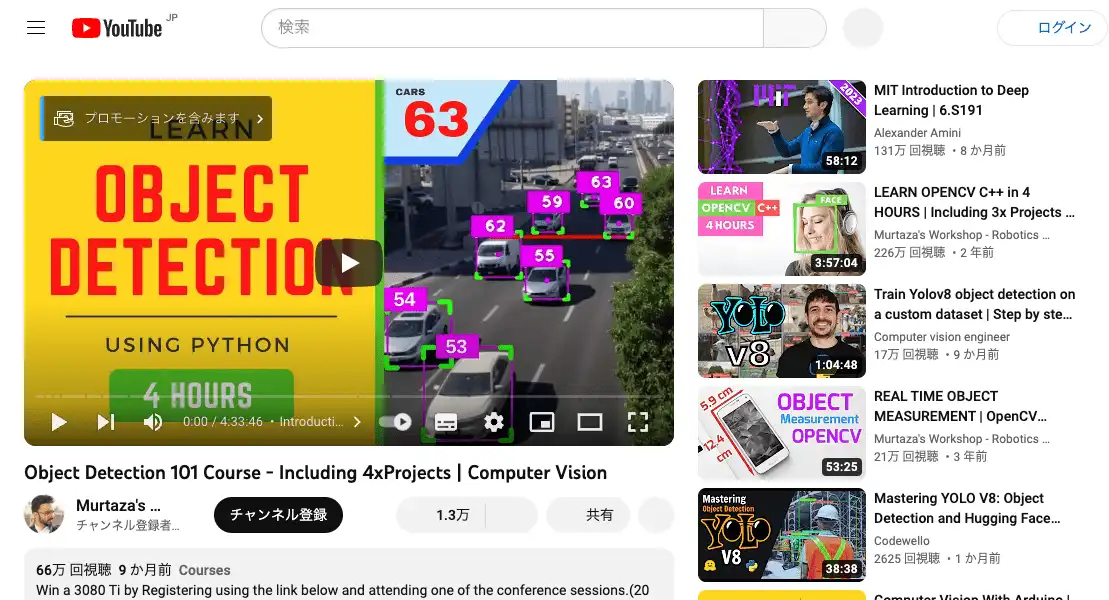 YouTube JP
検索
ログイン
プロモーションを含みます
LEARN
OBJECT
DETECTION
USING PYTHON
4 HOURS
CARS
63
63
59
60
62
55
54
53
0:00 / 4:33:46 • Introducti...
Object Detection 101 Course - Including 4xProjects | Computer Vision
Murtaza's ...
チャンネル登録者...
チャンネル登録
1.3万
共有
66万 回視聴 9 か月前 Courses
Win a 3080 Ti by Registering using the link below and attending one of the conference sessions.(20
MIT
2023
58:12
MIT Introduction to Deep
Learning | 6.S191
Alexander Amini
131万 回視聴 ・8 か月前
LEARN
OPENCV C++
4 HOURS
FACE
3:57:04
LEARN OPENCV C++ in 4
HOURS | Including 3x Projects ...
Murtaza's Workshop - Robotics ...
226万 回視聴 ・2 年前
YOLO
V8
1:04:48
Train Yolov8 object detection on
a custom dataset | Step by ste...
Computer vision engineer
17万 回視聴 ・9 か月前
5.9 cm
12.4 cm
OBJECT
Measurement
OPENCV
53:25
REAL TIME OBJECT
MEASUREMENT | OpenCV...
Murtaza's Workshop - Robotics ...
21万 回視聴 ・3 年前
Mastering
Object Detection
YOLO
V8
38:38
Mastering YOLO V8: Object
Detection and Hugging Face...
Codewello
2625 回視聴 ・1 か月前
Computer Vision With Arduino |